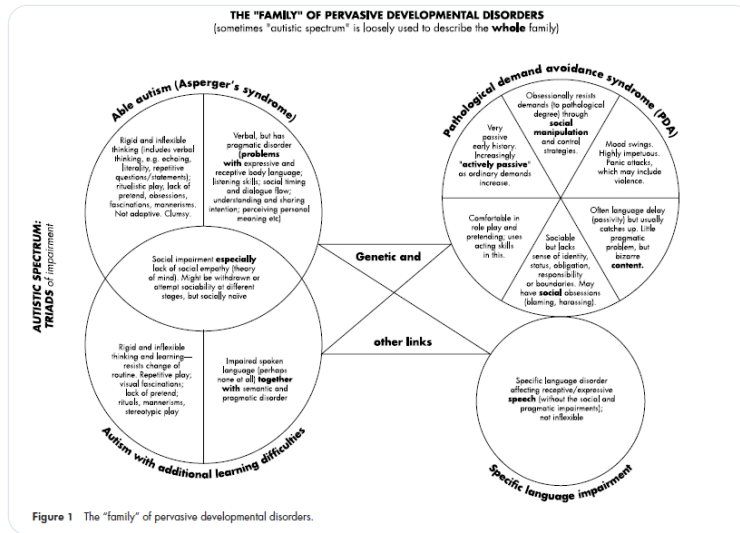 THE "FAMILY" OF PERVASIVE DEVELOPMENTAL DISORDERS
(sometimes "autistic spectrum" is loosely used to describe the whole family)
Able autism (Asperger's syndrome)
Rigid and inflexible
thinking (includes verbal
thinking, e.g. echoing,
literality, repetitive
questions/statements);
ritualistic play, lack of
pretend, obsessions,
fascinations, mannerisms.
Not adaptive. Clumsy.
Verbal, but has
pragmatic disorder
(problems
with expressive and
receptive body language;
listening skills; social timing
and dialogue flow;
understanding and sharing
intention; perceiving personal
meaning etc)
Social impairment especially
lack of social empathy (theory
of mind). Might be withdrawn or
attempt sociability at different
stages, but socially naive
AUTISTIC SPECTRUM:
TRIADS of impairment
Rigid and inflexible
thinking and learning—
resists change of
routine. Repetitive play;
visual fascinations;
lack of pretend;
rituals, mannerisms,
stereotypic play
Impaired spoken
language (perhaps
none at all) together
with semantic and
pragmatic disorder
Autism with additional learning difficulties
Genetic and
other links
Pathological demand avoidance syndrome (PDA)
Obsessionally resists
demands (to pathological
degree) through
social
manipulation
and control
strategies.
Very
passive
early history.
Increasingly
"actively passive"
as ordinary demands
increase.
Mood swings.
Highly impetuous.
Panic attacks,
which may include
violence.
Comfortable in
role play and
pretending; uses
acting skills
in this.
Sociable
but lacks
sense of identity,
status, obligation,
responsibility
or boundaries. May
have social obsessions
(blaming, harassing).
Often language delay
(passivity) but usually
catches up. Little
pragmatic
problem, but
bizarre
content.
Specific language disorder
affecting receptive/expressive
speech (without the social and
pragmatic impairments);
not inflexible
Specific language impairment
Figure 1 The "family" of pervasive developmental disorders.